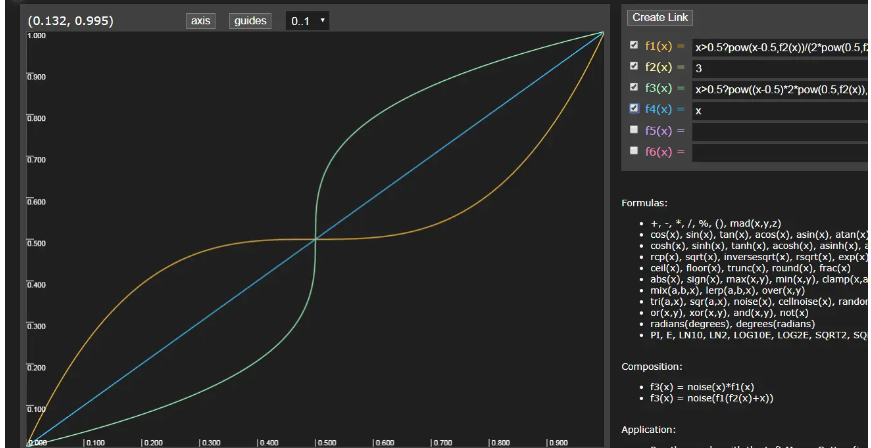 (0.132, 0.995)
axis
guides
0..1
Create Link
f1(x) = x>0.5?pow(x-0.5,f2(x))/(2*pow(0.5,f2
f2(x) = 3
f3(x) = x>0.5?pow((x-0.5)*2*pow(0.5,f2(x)),
f4(x) = x
f5(x) =
f6(x) =
1.000
0.900
0.800
0.700
0.600
0.500
0.400
0.300
0.200
0.100
0.000 0.100 0.200 0.300 0.400 0.500 0.600 0.700 0.800 0.900
Formulas:
+, -, *, /, %, (), mad(x,y,z)
cos(x), sin(x), tan(x), acos(x), asin(x), atan(x)
cosh(x), sinh(x), tanh(x), acosh(x), asinh(x), a
rcp(x), sqrt(x), inversesqrt(x), rsqrt(x), exp(x)
ceil(x), floor(x), trunc(x), round(x), frac(x)
abs(x), sign(x), max(x,y), min(x,y), clamp(x,a
mix(a,b,x), lerp(a,b,x), over(x,y)
tri(a,x), sqr(a,x), noise(x), cellnoise(x), random
or(x,y), xor(x,y), and(x,y), not(x)
radians(degrees), degrees(radians)
PI, E, LN10, LN2, LOG10E, LOG2E, SQRT2, SQ
Composition:
f3(x) = noise(x)*f1(x)
f3(x) = noise(f1(f2(x)+x))
Application: